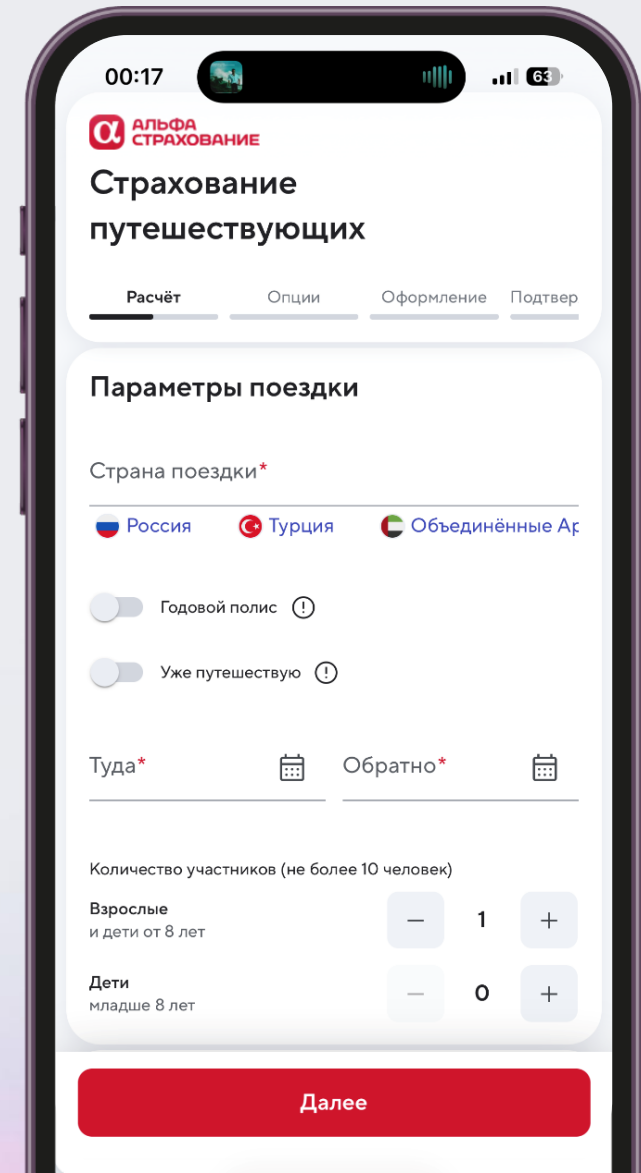 00:17
63
АЛЬФА
СТРАХОВАНИЕ
Страхование
путешествующих
Расчёт Опции Оформление Подтвер
Параметры поездки
Страна поездки*
Россия Турция Объединённые Ар
Годовой полис
Уже путешествую
Туда* Обратно*
Количество участников (не более 10 человек)
Взрослые
и дети от 8 лет
— 1 +
Дети
младше 8 лет
— 0 +
Далее